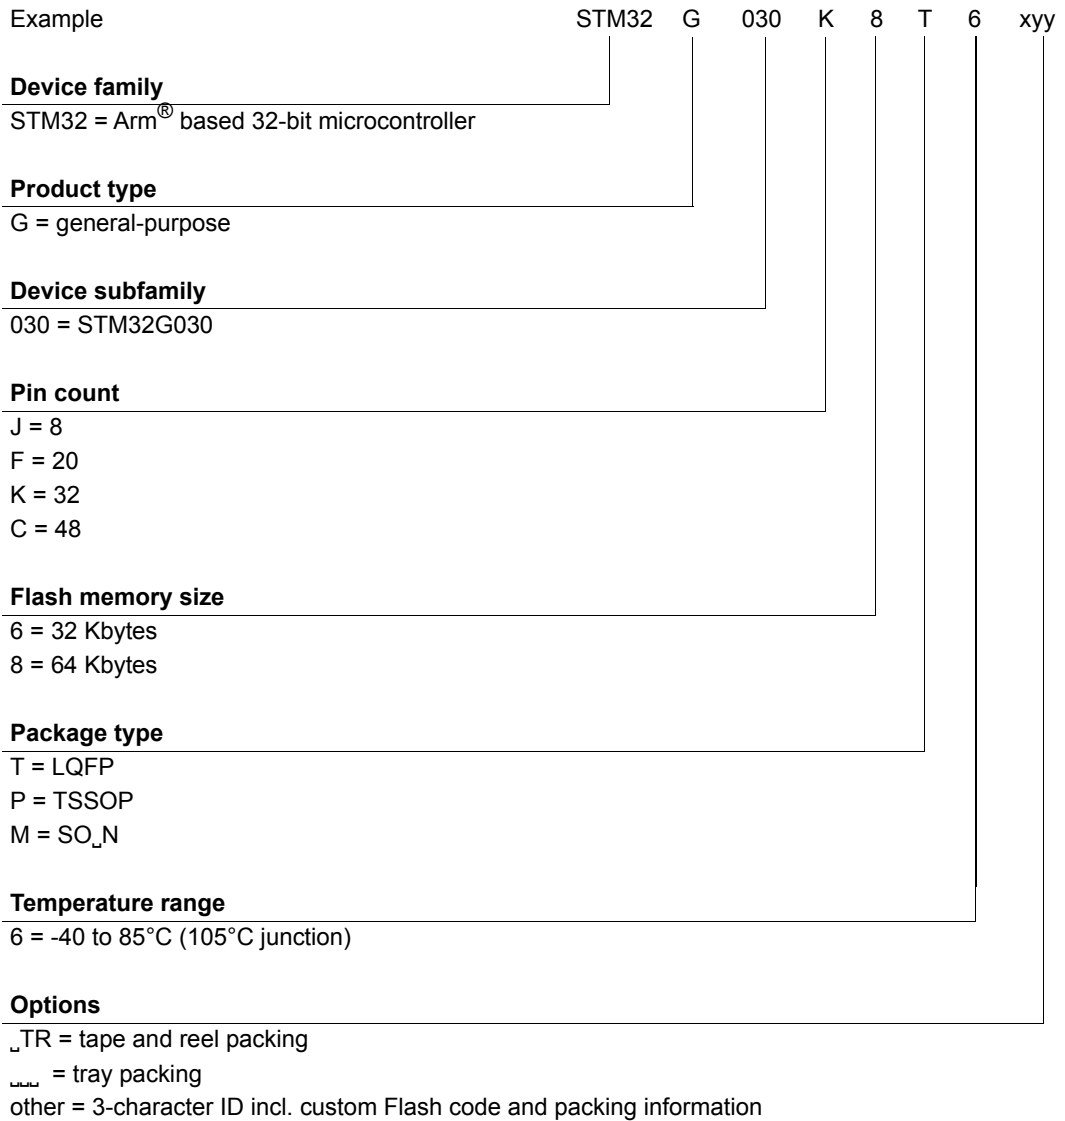 Example STM32 G 030 K 8 T 6 xyy
Device family
STM32 = Arm® based 32-bit microcontroller
Product type
G = general-purpose
Device subfamily
030 = STM32G030
Pin count
J = 8
F = 20
K = 32
C = 48
Flash memory size
6 = 32 Kbytes
8 = 64 Kbytes
Package type
T = LQFP
P = TSSOP
M = SO␣N
Temperature range
6 = -40 to 85°C (105°C junction)
Options
␣TR = tape and reel packing
␣␣␣ = tray packing
other = 3-character ID incl. custom Flash code and packing information